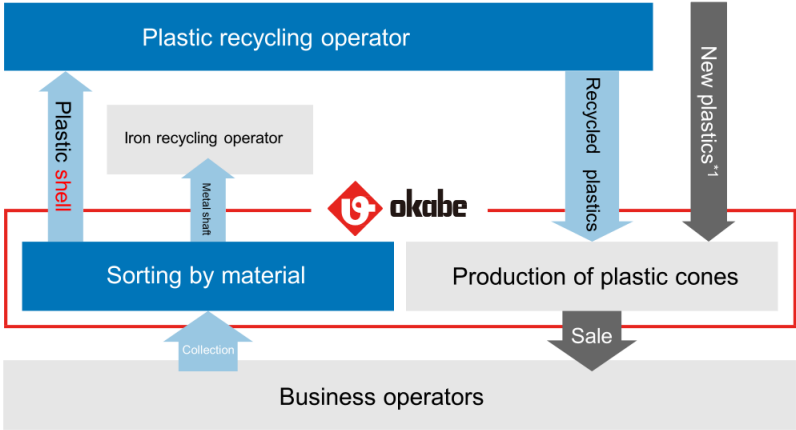 Plastic recycling operator
New plastics*1
Plastic shell
Iron recycling operator
Recycled plastics
Metal shaft
okabe
Sorting by material
Production of plastic cones
Collection
Sale
Business operators